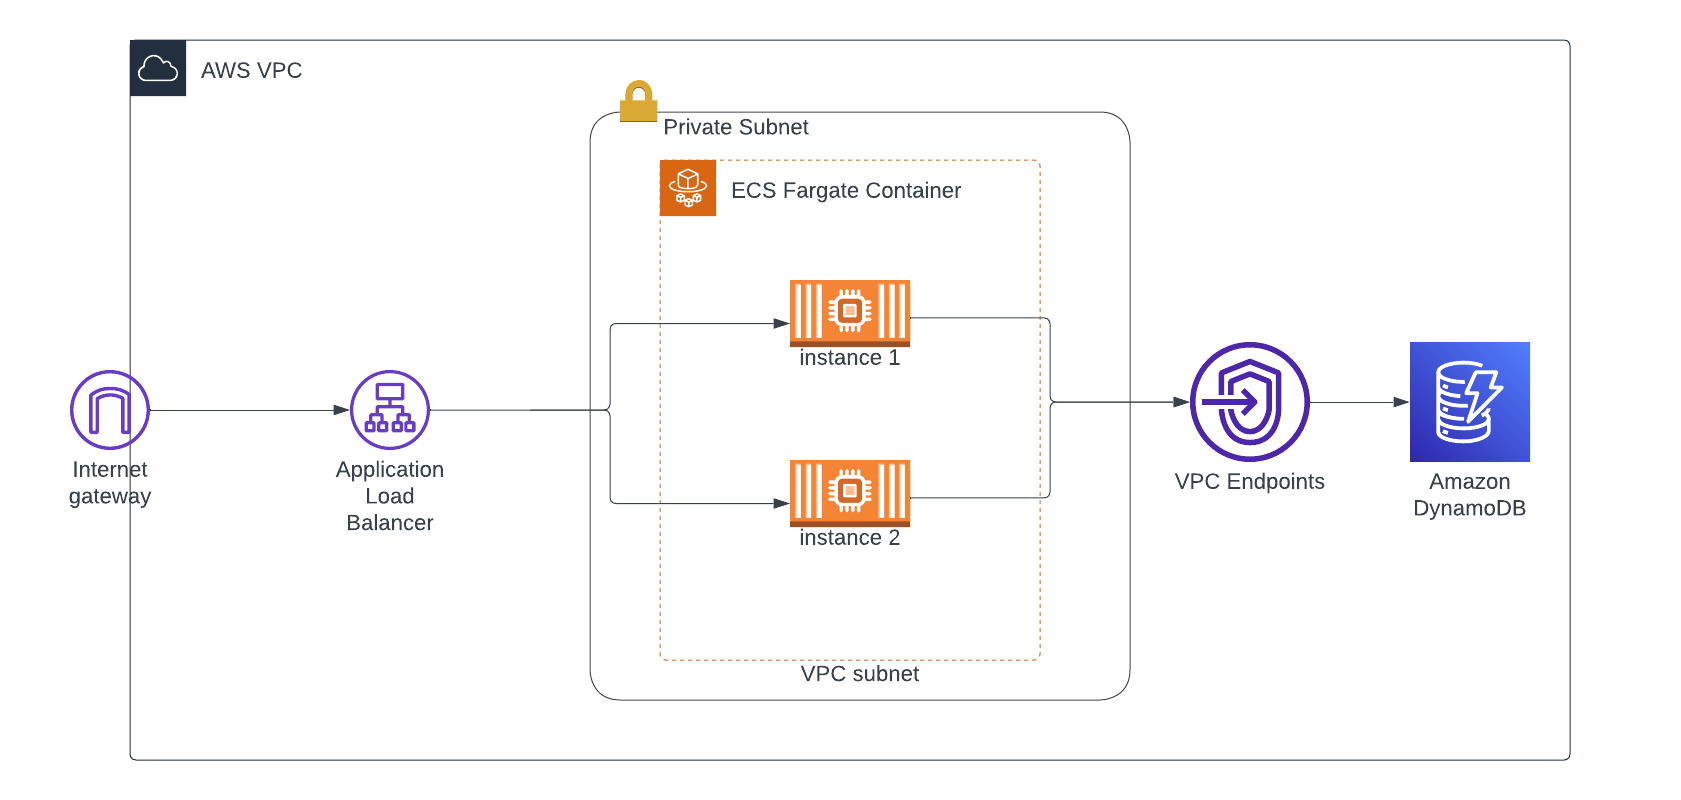 AWS VPC
Private Subnet
ECS Fargate Container
instance 1
Internet
gateway
Application
Load
Balancer
instance 2
VPC Endpoints
Amazon
DynamoDB
VPC subnet